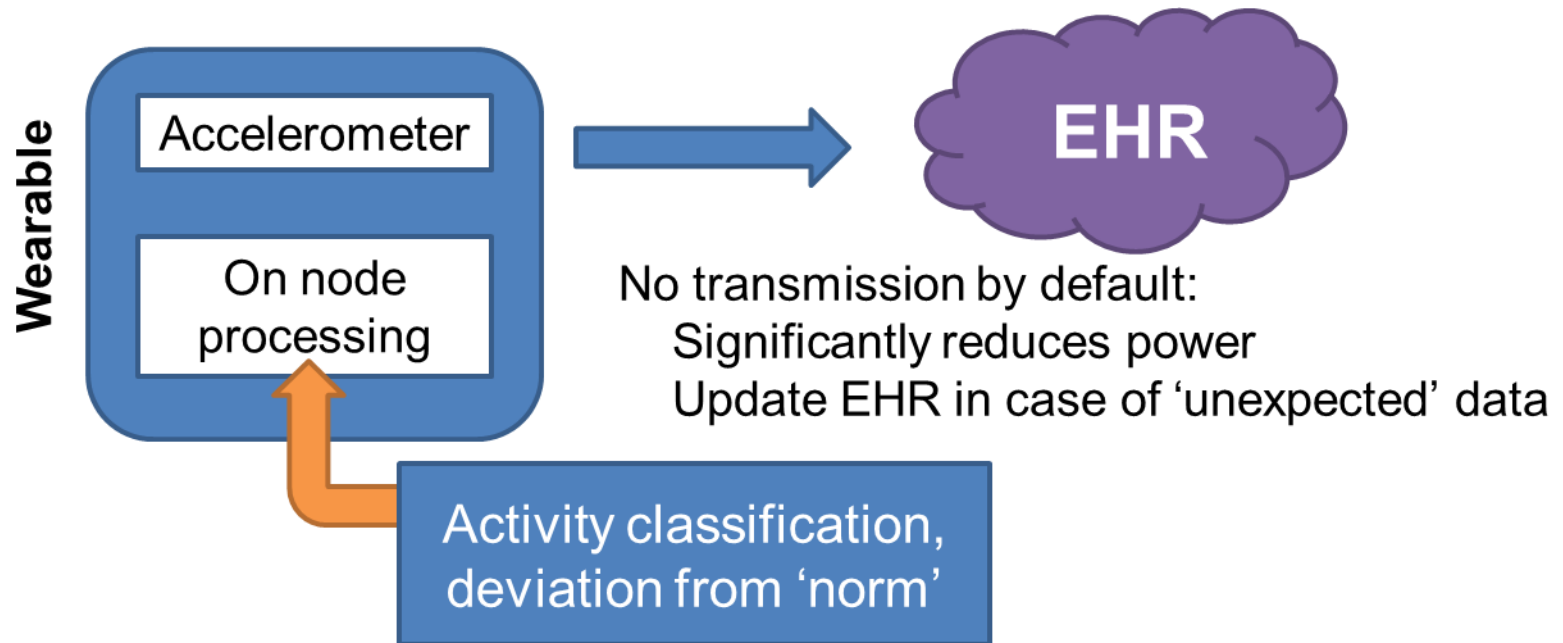 Wearable
Accelerometer
On node
processing
EHR
No transmission by default:
Significantly reduces power
Update EHR in case of ‘unexpected’ data
Activity classification,
deviation from ‘norm’